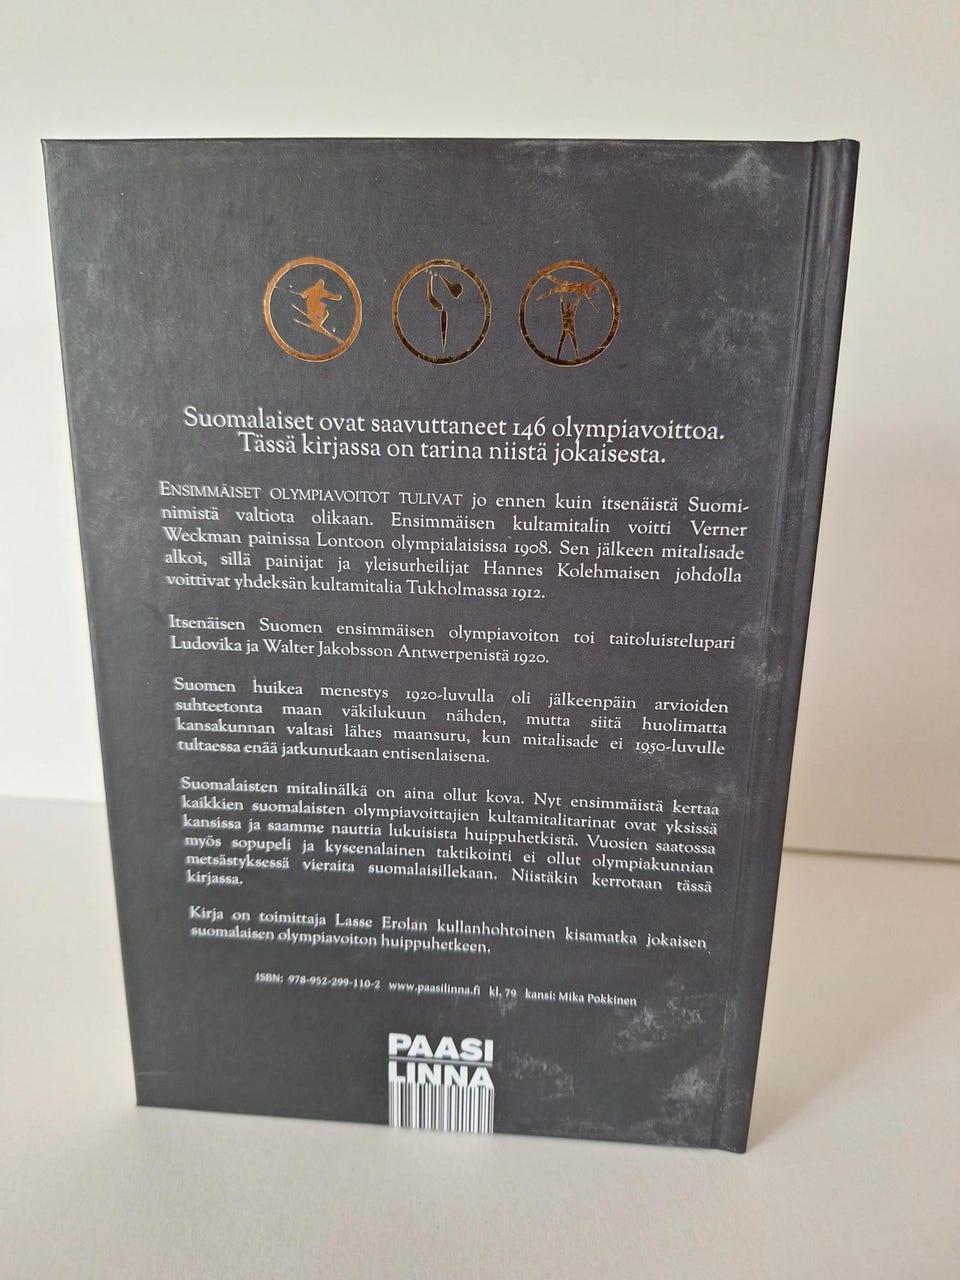 Suomalaiset ovat saavuttaneet 146 olympiavoittoa.
Tässä kirjassa on tarina niistä jokaisesta.
ENSIMMÄISET OLYMPIAVOITOT TULIVAT jo ennen kuin itsenäistä Suomi-
nimistä valtiota olikaan. Ensimmäisen kultamitalin voitti Verner
Weckman painissa Lontoon olympialaisissa 1908. Sen jälkeen mitalisade
alkoi, sillä painijat ja yleisurheilijat Hannes Kolehmaisen johdolla
voittivat yhdeksän kultamitalia Tukholmassa 1912.
Itsenäisen Suomen ensimmäisen olympiavoiton toi taitoluistelupari
Ludovika ja Walter Jakobsson Antwerpenistä 1920.
Suomen huikea menestys 1920-luvulla oli jälkeenpäin arvioiden
suhteetonta maan väkilukuun nähden, mutta siitä huolimatta
kansakunnan valtasi lähes maansuru, kun mitalisade ei 1950-luvulle
tultaessa enää jatkunutkaan entisenlaisena.
Suomalaisten mitalinälkä on aina ollut kova. Nyt ensimmäistä kertaa
kaikkien suomalaisten olympiavoittajien kultamitalitarinat ovat yksissä
kansissa ja saamme nauttia lukuisista huippuhetkistä. Vuosien saatossa
myös sopupeli ja kyseenalainen taktikointi ei ollut olympiakunnian
metsästyksessä vieraita suomalaisillekaan. Niistäkin kerrotaan tässä
kirjassa.
Kirja on toimittaja Lasse Erolan kullanhohtoinen kisamatka jokaisen
suomalaisen olympiavoiton huippuhetkeen.
ISBN: 978-952-299-110-2 www.paasilinna.fi kl. 79 kansi: Mika Pokkinen
PAASI
LINNA